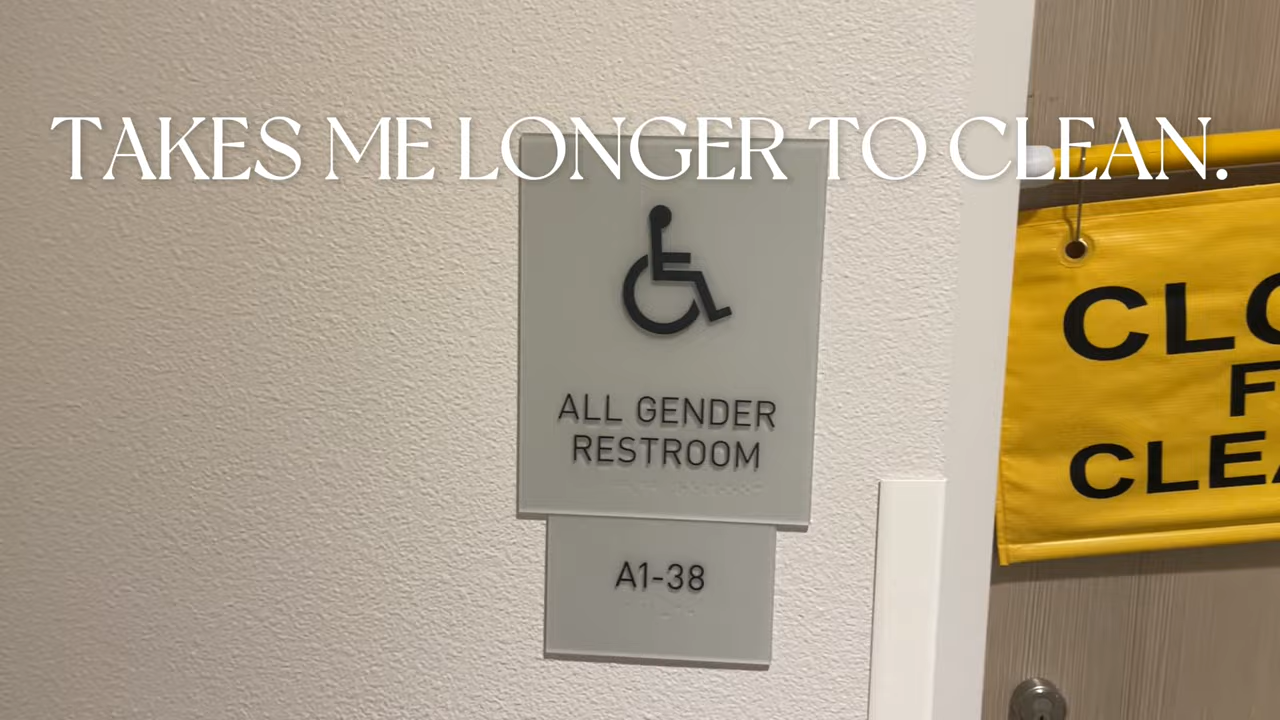 TAKES ME LONGER TO CLEAN.
ALL GENDER
RESTROOM
A1-38